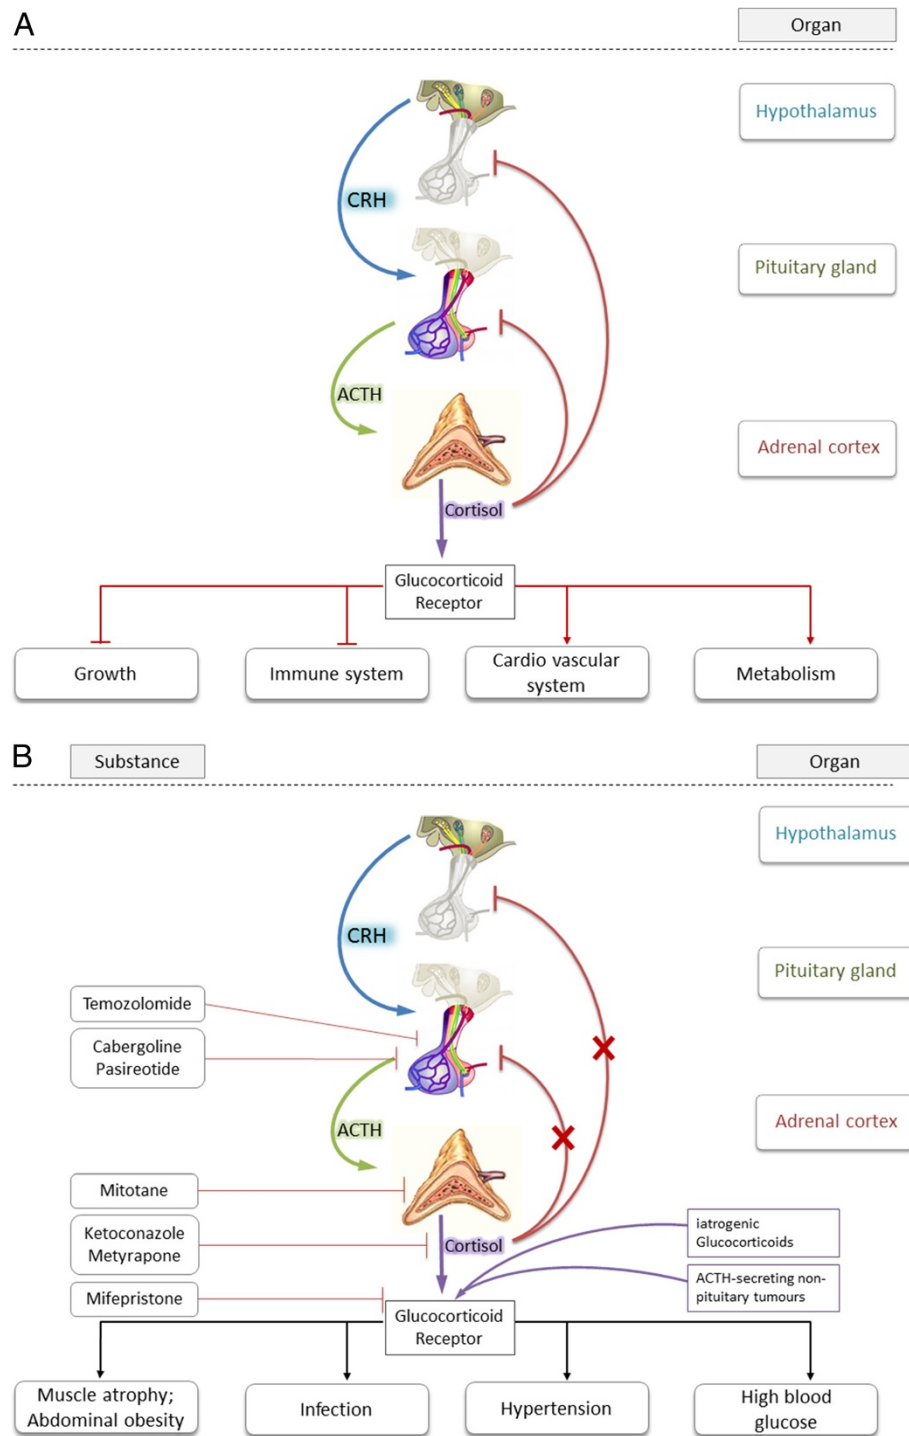 A
Organ
Hypothalamus
CRH
Pituitary gland
ACTH
Adrenal cortex
Cortisol
Glucocorticoid
Receptor
Growth
Immune system
Cardio vascular
system
Metabolism
B
Substance
Organ
Hypothalamus
CRH
Pituitary gland
Temozolomide
Cabergoline
Pasireotide
ACTH
Adrenal cortex
Mitotane
Ketoconazole
Metyrapone
Cortisol
iatrogenic
Glucocorticoids
ACTH-secreting non-
pituitary tumours
Mifepristone
Glucocorticoid
Receptor
Muscle atrophy;
Abdominal obesity
Infection
Hypertension
High blood
glucose